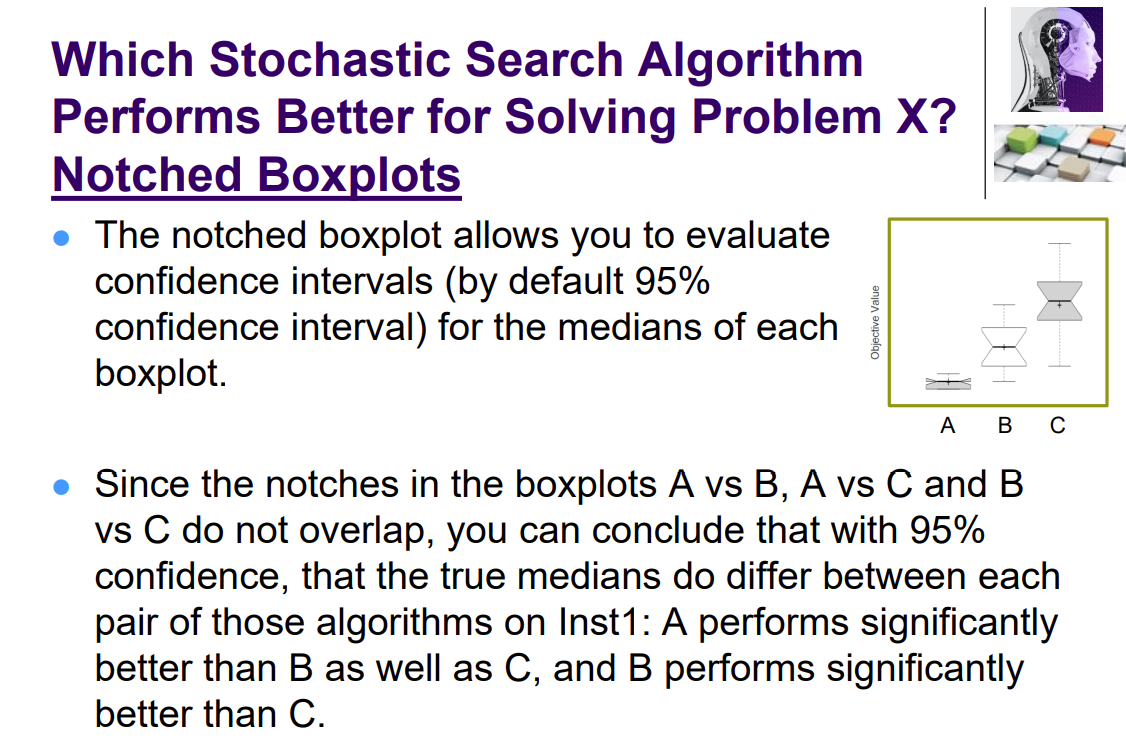 Which Stochastic Search Algorithm
Performs Better for Solving Problem X?
Notched Boxplots
● The notched boxplot allows you to evaluate
confidence intervals (by default 95%
confidence interval) for the medians of each
boxplot.
Objective Value
A B C
● Since the notches in the boxplots A vs B, A vs C and B
vs C do not overlap, you can conclude that with 95%
confidence, that the true medians do differ between each
pair of those algorithms on Inst1: A performs significantly
better than B as well as C, and B performs significantly
better than C.